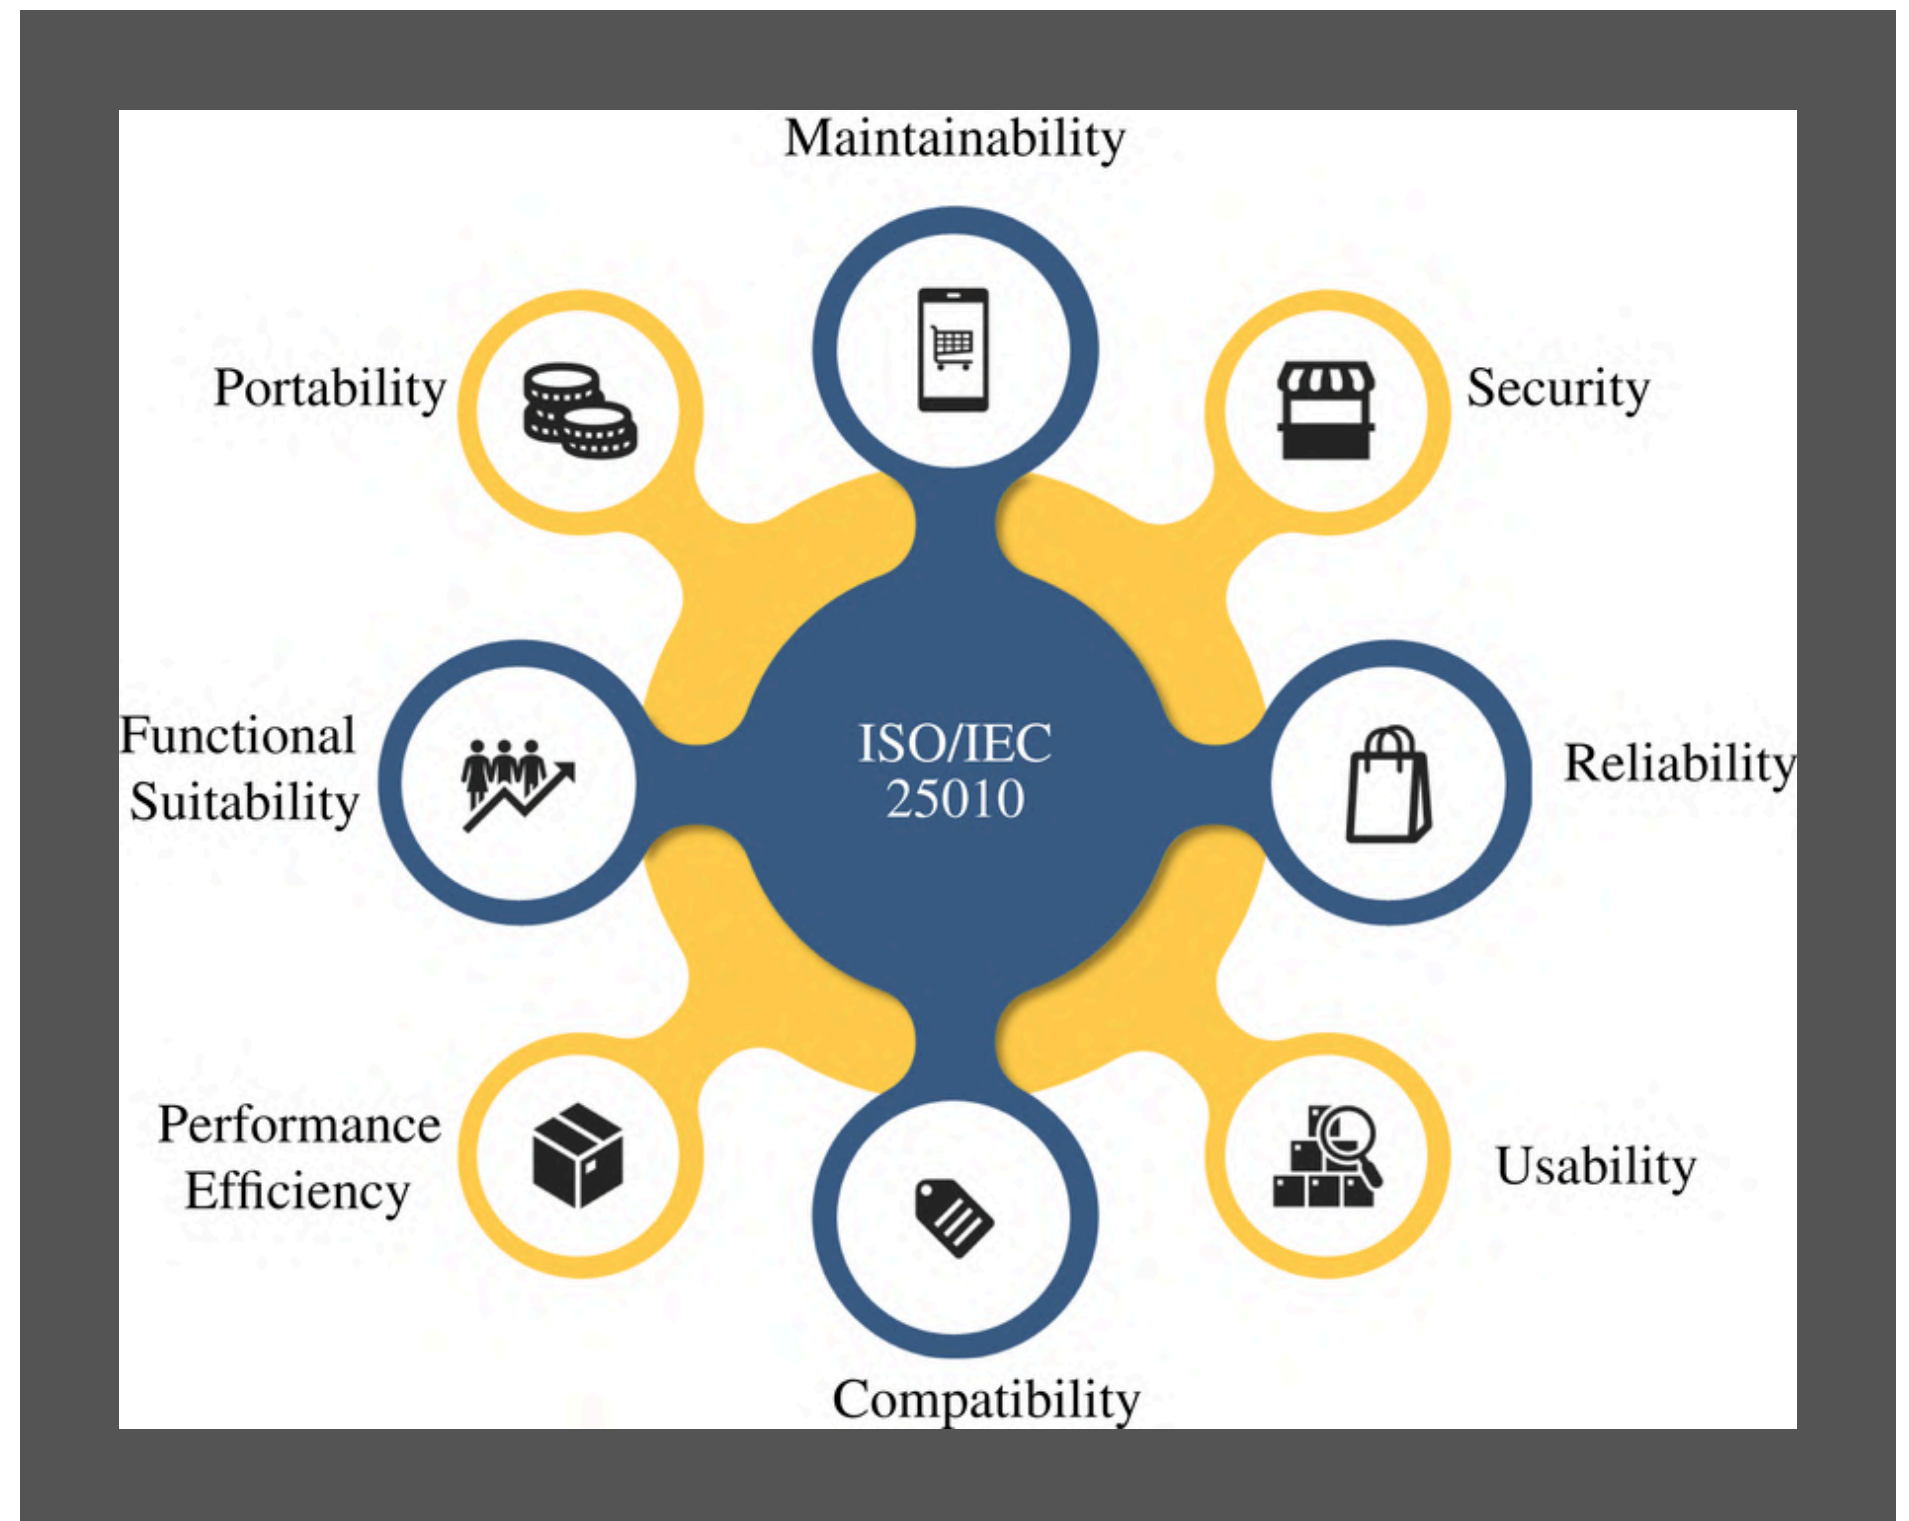 Maintainability
Portability
Security
Functional
Suitability
ISO/IEC
25010
Reliability
Performance
Efficiency
Usability
Compatibility